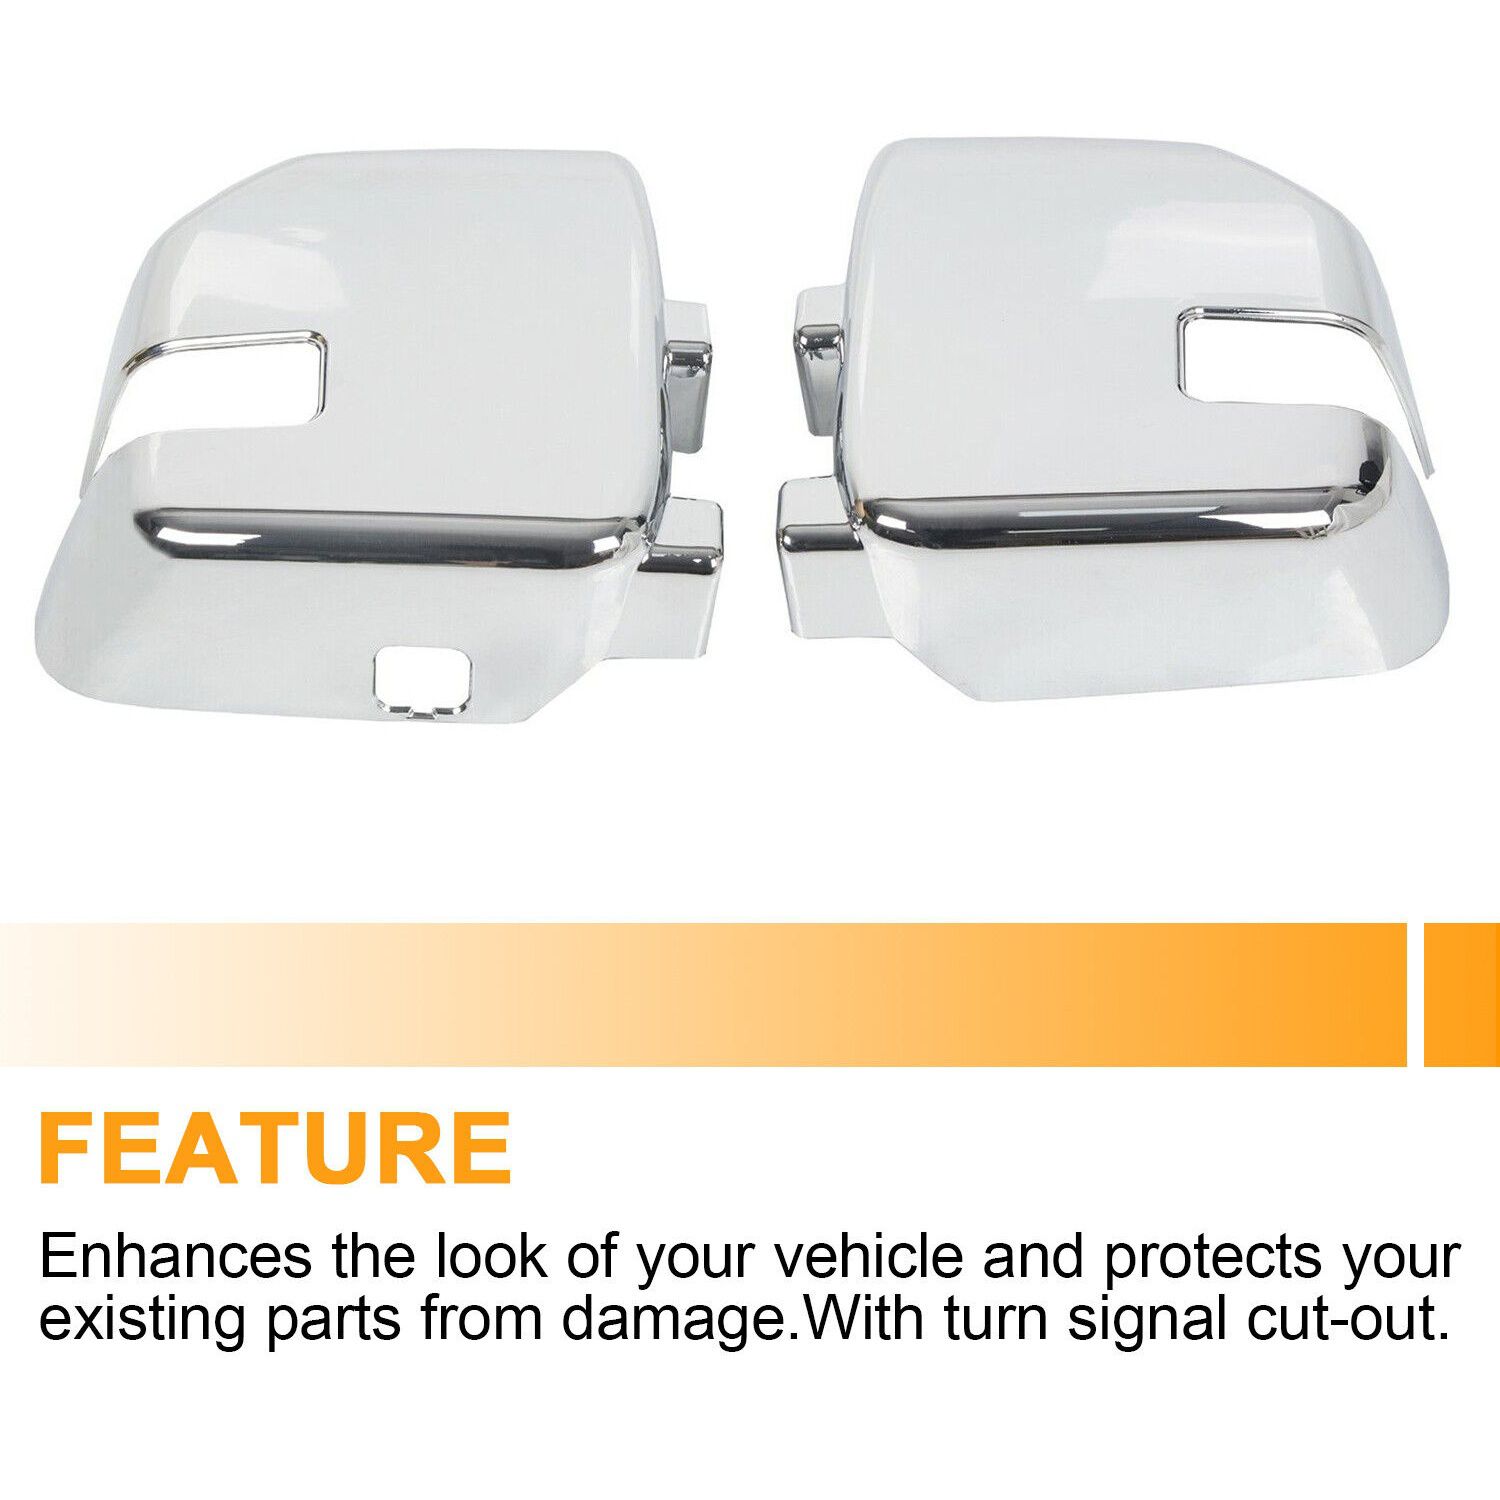 FEATURE
Enhances the look of your vehicle and protects your
existing parts from damage.With turn signal cut-out.